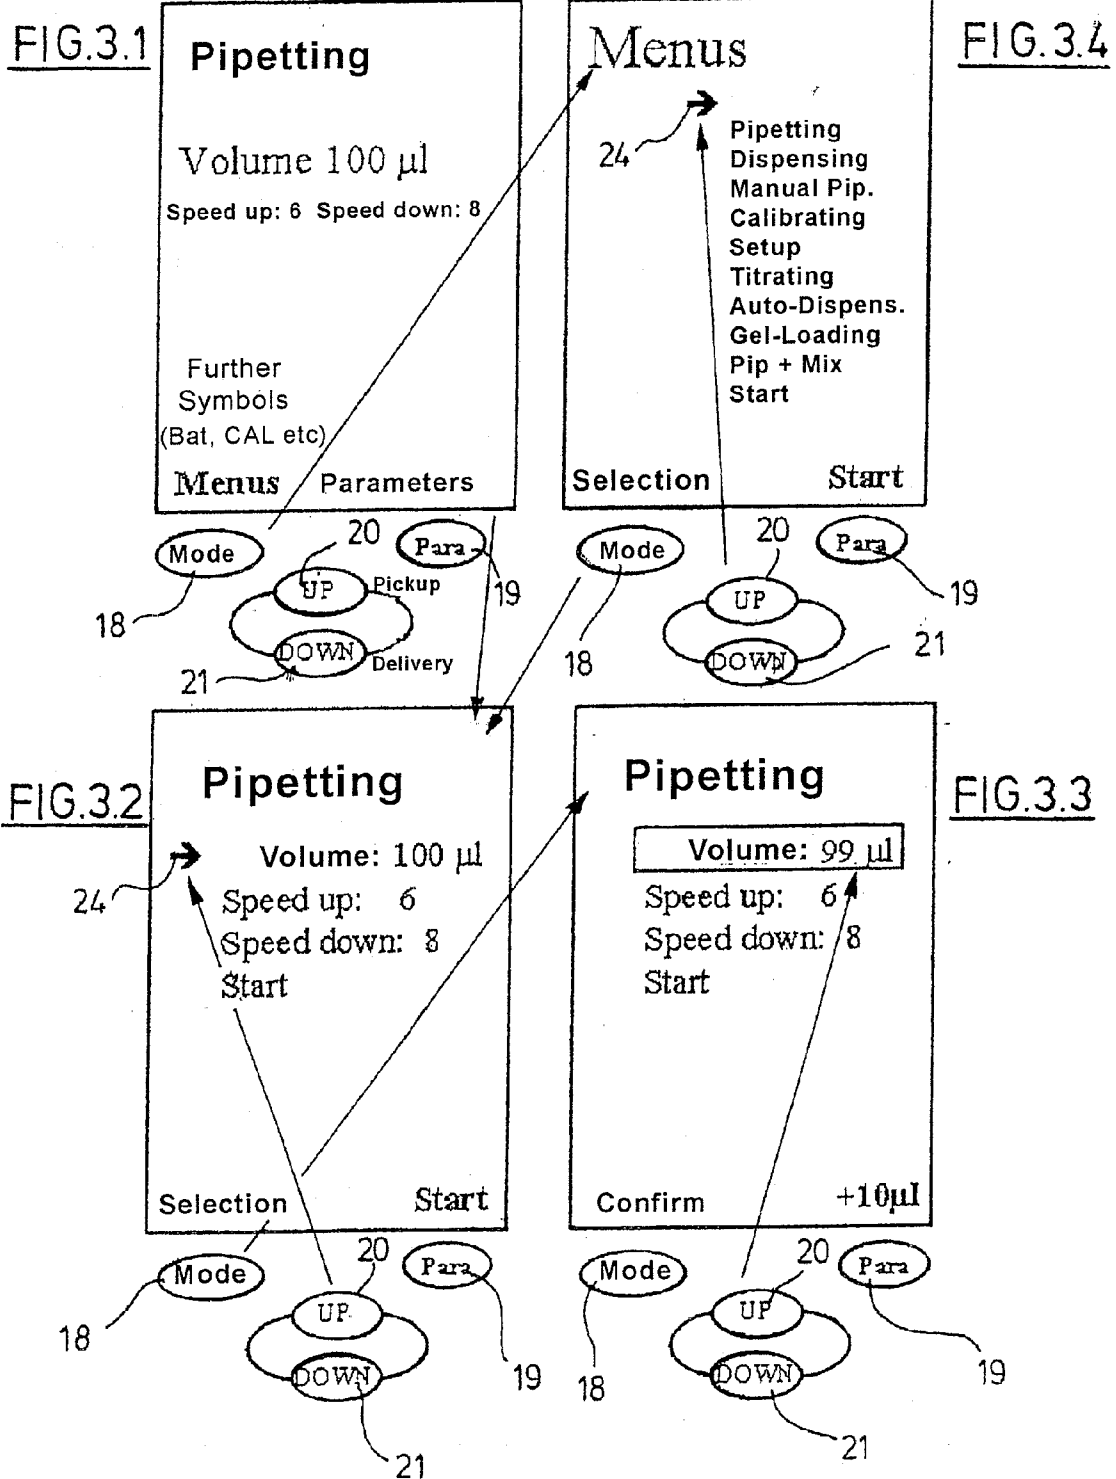 FIG.3.1
Pipetting
Volume 100 µl
Speed up: 6 Speed down: 8
Further
Symbols
(Bat, CAL etc)
Menus Parameters
Mode
20
Para
18
UP
Pickup
19
DOWN
Delivery
21
FIG.3.4
Menus
24
Pipetting
Dispensing
Manual Pip.
Calibrating
Setup
Titrating
Auto-Dispens.
Gel-Loading
Pip + Mix
Start
Selection Start
Mode
20
Para
18
UP
19
DOWN
21
FIG.3.2
Pipetting
24
Volume: 100 µl
Speed up: 6
Speed down: 8
Start
Selection Start
Mode
20
Para
18
UP
19
DOWN
21
FIG.3.3
Pipetting
Volume: 99 µl
Speed up: 6
Speed down: 8
Start
Confirm +10µl
Mode
20
Para
18
UP
19
DOWN
21